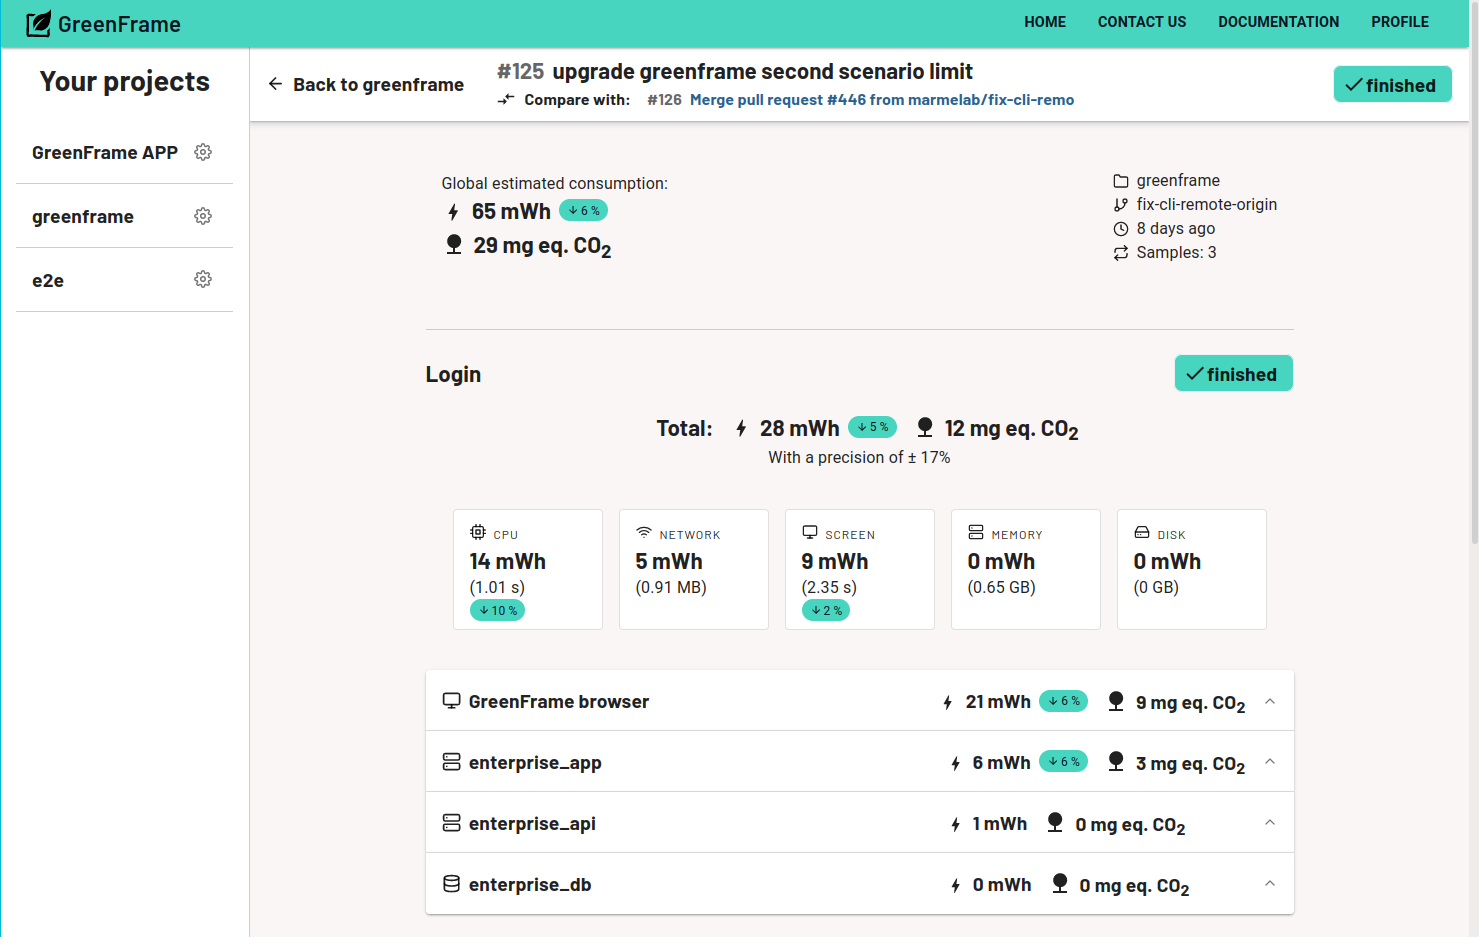 GreenFrame
HOME CONTACT US DOCUMENTATION PROFILE
Your projects
GreenFrame APP
greenframe
e2e
Back to greenframe
#125 upgrade greenframe second scenario limit
Compare with: #126 Merge pull request #446 from marmelab/fix-cli-remo
finished
Global estimated consumption:
65 mWh 6 %
29 mg eq. CO2
greenframe
fix-cli-remote-origin
8 days ago
Samples: 3
Login
finished
Total: 28 mWh 5 % 12 mg eq. CO2
With a precision of ± 17%
CPU
14 mWh
(1.01 s)
10 %
NETWORK
5 mWh
(0.91 MB)
SCREEN
9 mWh
(2.35 s)
2 %
MEMORY
0 mWh
(0.65 GB)
DISK
0 mWh
(0 GB)
GreenFrame browser 21 mWh 6 % 9 mg eq. CO2
enterprise_app 6 mWh 6 % 3 mg eq. CO2
enterprise_api 1 mWh 0 mg eq. CO2
enterprise_db 0 mWh 0 mg eq. CO2